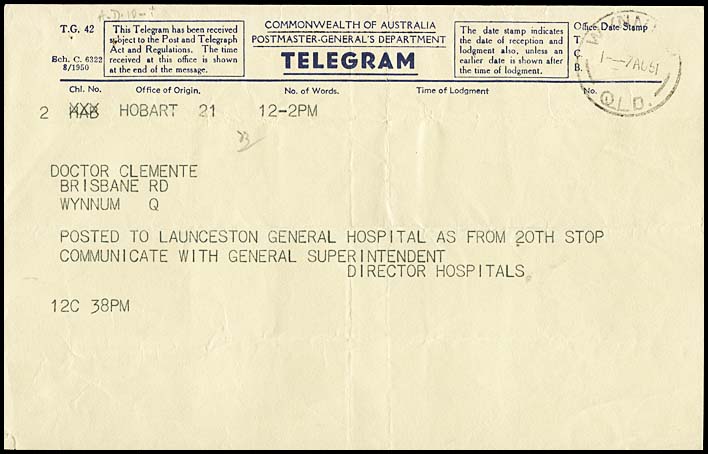 T.G. 42
Bch. C. 6322
8/1950
This Telegram has been received
subject to the Post and Telegraph
Act and Regulations. The time
received at this office is shown
at the end of the message.
COMMONWEALTH OF AUSTRALIA
POSTMASTER-GENERAL'S DEPARTMENT
TELEGRAM
The date stamp indicates
the date of reception and
lodgment also, unless an
earlier date is shown after
the time of lodgment.
Office Date Stamp
T.
C.
B.
WYNNUM
7AU51
QLD.
Chl. No. Office of Origin. No. of Words. Time of Lodgment No.
2 HOBART 21 12-2PM
DOCTOR CLEMENTE
BRISBANE RD
WYNNUM Q
POSTED TO LAUNCESTON GENERAL HOSPITAL AS FROM 20TH STOP
COMMUNICATE WITH GENERAL SUPERINTENDENT
DIRECTOR HOSPITALS
12C 38PM